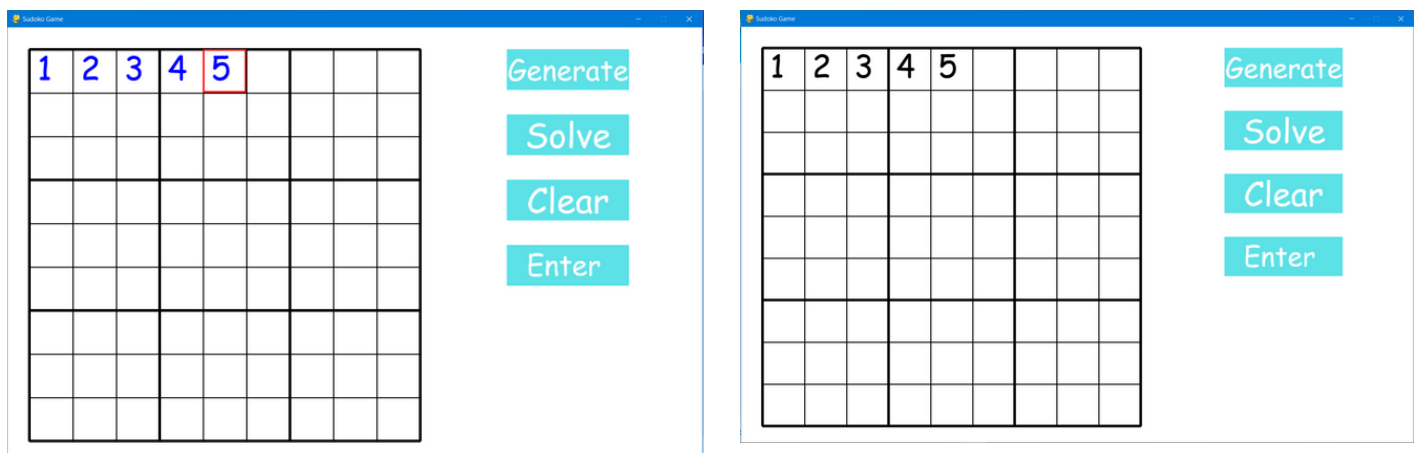 Sudoko Game
1 2 3 4 5
Generate
Solve
Clear
Enter
Sudoko Game
1 2 3 4 5
Generate
Solve
Clear
Enter